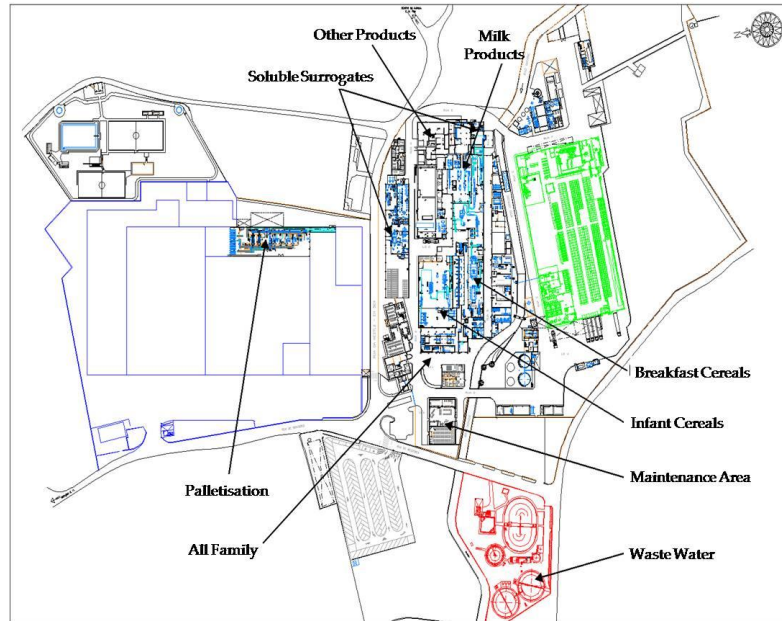 Other Products
Milk
Products
Soluble Surrogates
Breakfast Cereals
Infant Cereals
Maintenance Area
Palletisation
All Family
Waste Water